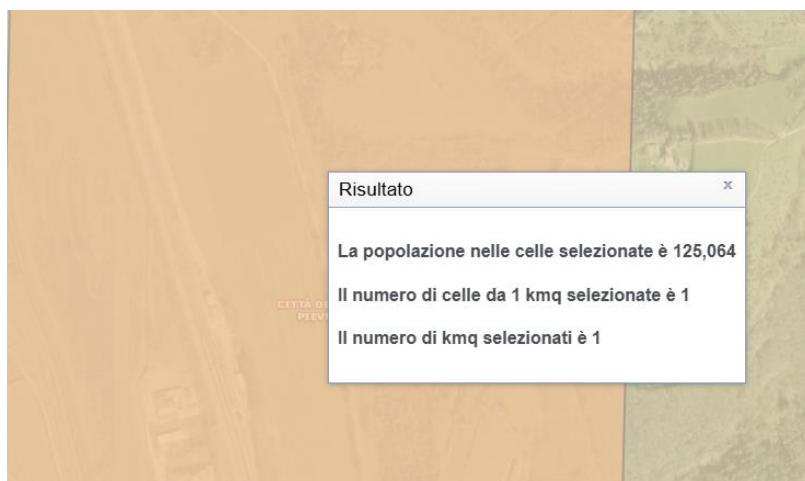 Risultato
x
La popolazione nelle celle selezionate è 125,064
Il numero di celle da 1 kmq selezionate è 1
CITTÀ
Il numero di kmq selezionati è 1